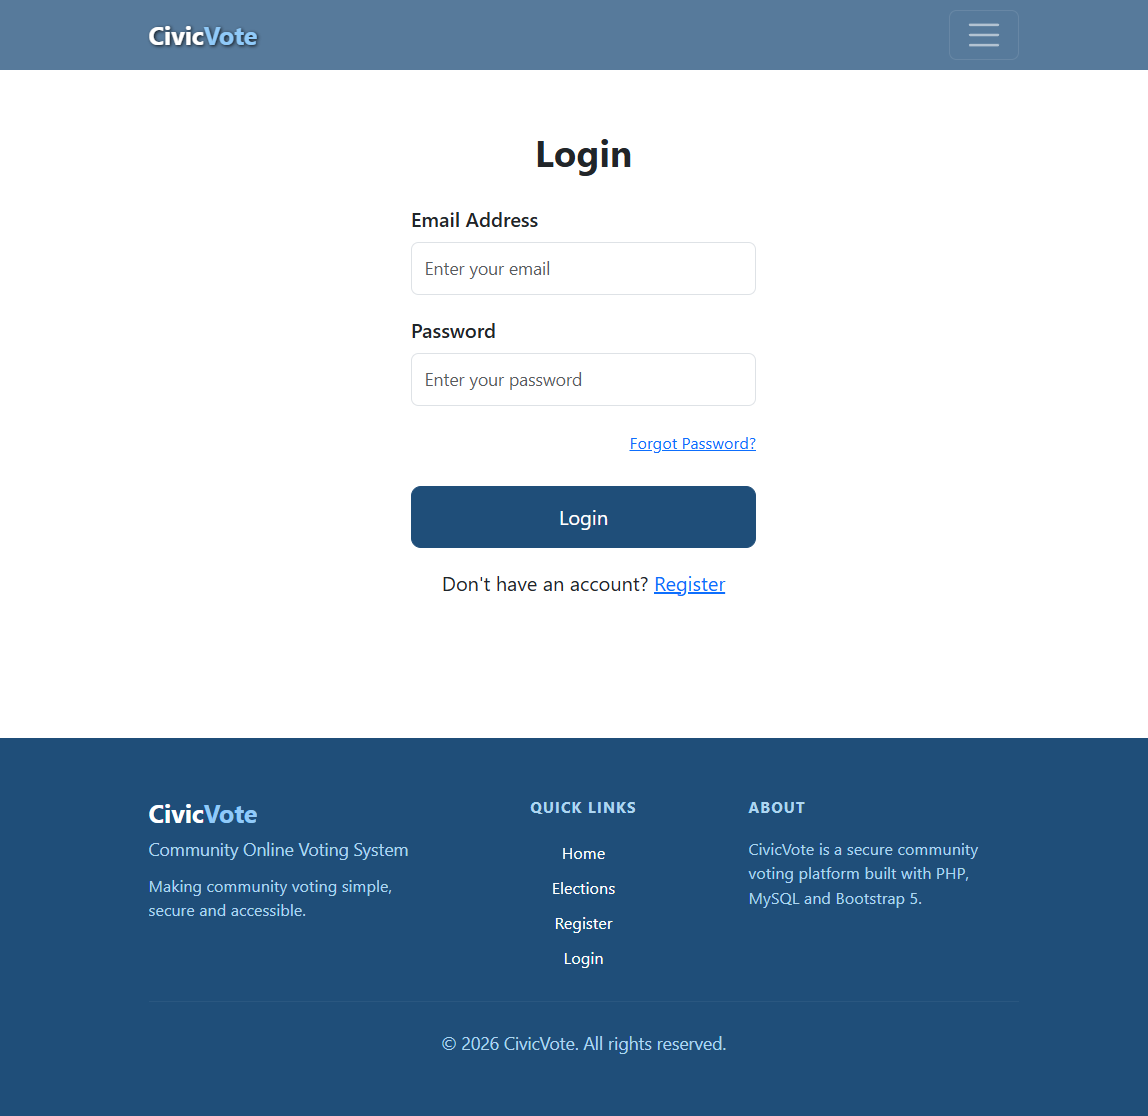 CivicVote
Login
Email Address
Enter your email
Password
Enter your password
Forgot Password?
Login
Don't have an account? Register
CivicVote
Community Online Voting System
Making community voting simple,
secure and accessible.
QUICK LINKS
Home
Elections
Register
Login
ABOUT
CivicVote is a secure community
voting platform built with PHP,
MySQL and Bootstrap 5.
© 2026 CivicVote. All rights reserved.